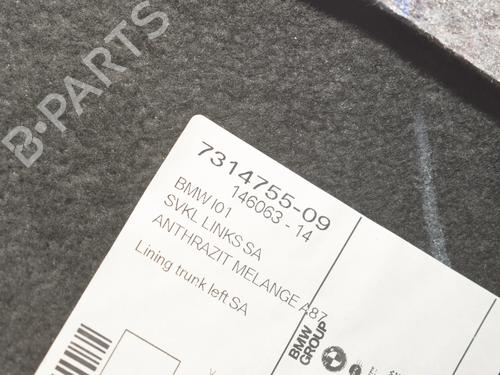 B-PARTS
7314755-09
146063 - 14
BMW I01
SVKL LINKS SA
ANTHRAZIT MELANGE A87
Lining trunk left SA
BMW
GROUP